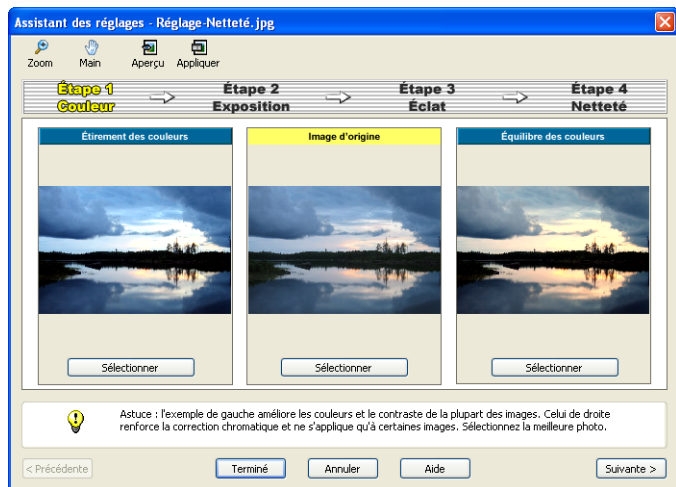 Assistant des réglages - Réglage-Netteté.jpg
Zoom Main Aperçu Appliquer
Étape 1 Étape 2 Étape 3 Étape 4
Couleur Exposition Éclat Netteté
Étirement des couleurs Image d'origine Équilibre des couleurs
Sélectionner Sélectionner Sélectionner
Astuce : l'exemple de gauche améliore les couleurs et le contraste de la plupart des images. Celui de droite
renforce la correction chromatique et ne s'applique qu'à certaines images. Sélectionnez la meilleure photo.
< Précédente Terminé Annuler Aide Suivante >